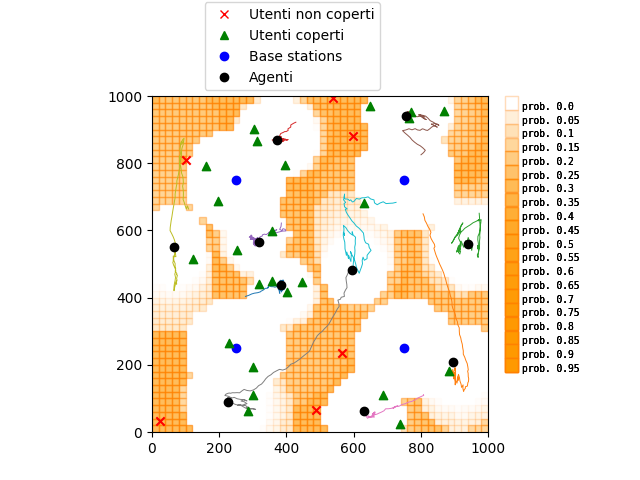 Utenti non coperti
Utenti coperti
Base stations
Agenti
1000
800
600
400
200
0
0
200
400
600
800
1000
prob. 0.0
prob. 0.05
prob. 0.1
prob. 0.15
prob. 0.2
prob. 0.25
prob. 0.3
prob. 0.35
prob. 0.4
prob. 0.45
prob. 0.5
prob. 0.55
prob. 0.6
prob. 0.65
prob. 0.7
prob. 0.75
prob. 0.8
prob. 0.85
prob. 0.9
prob. 0.95